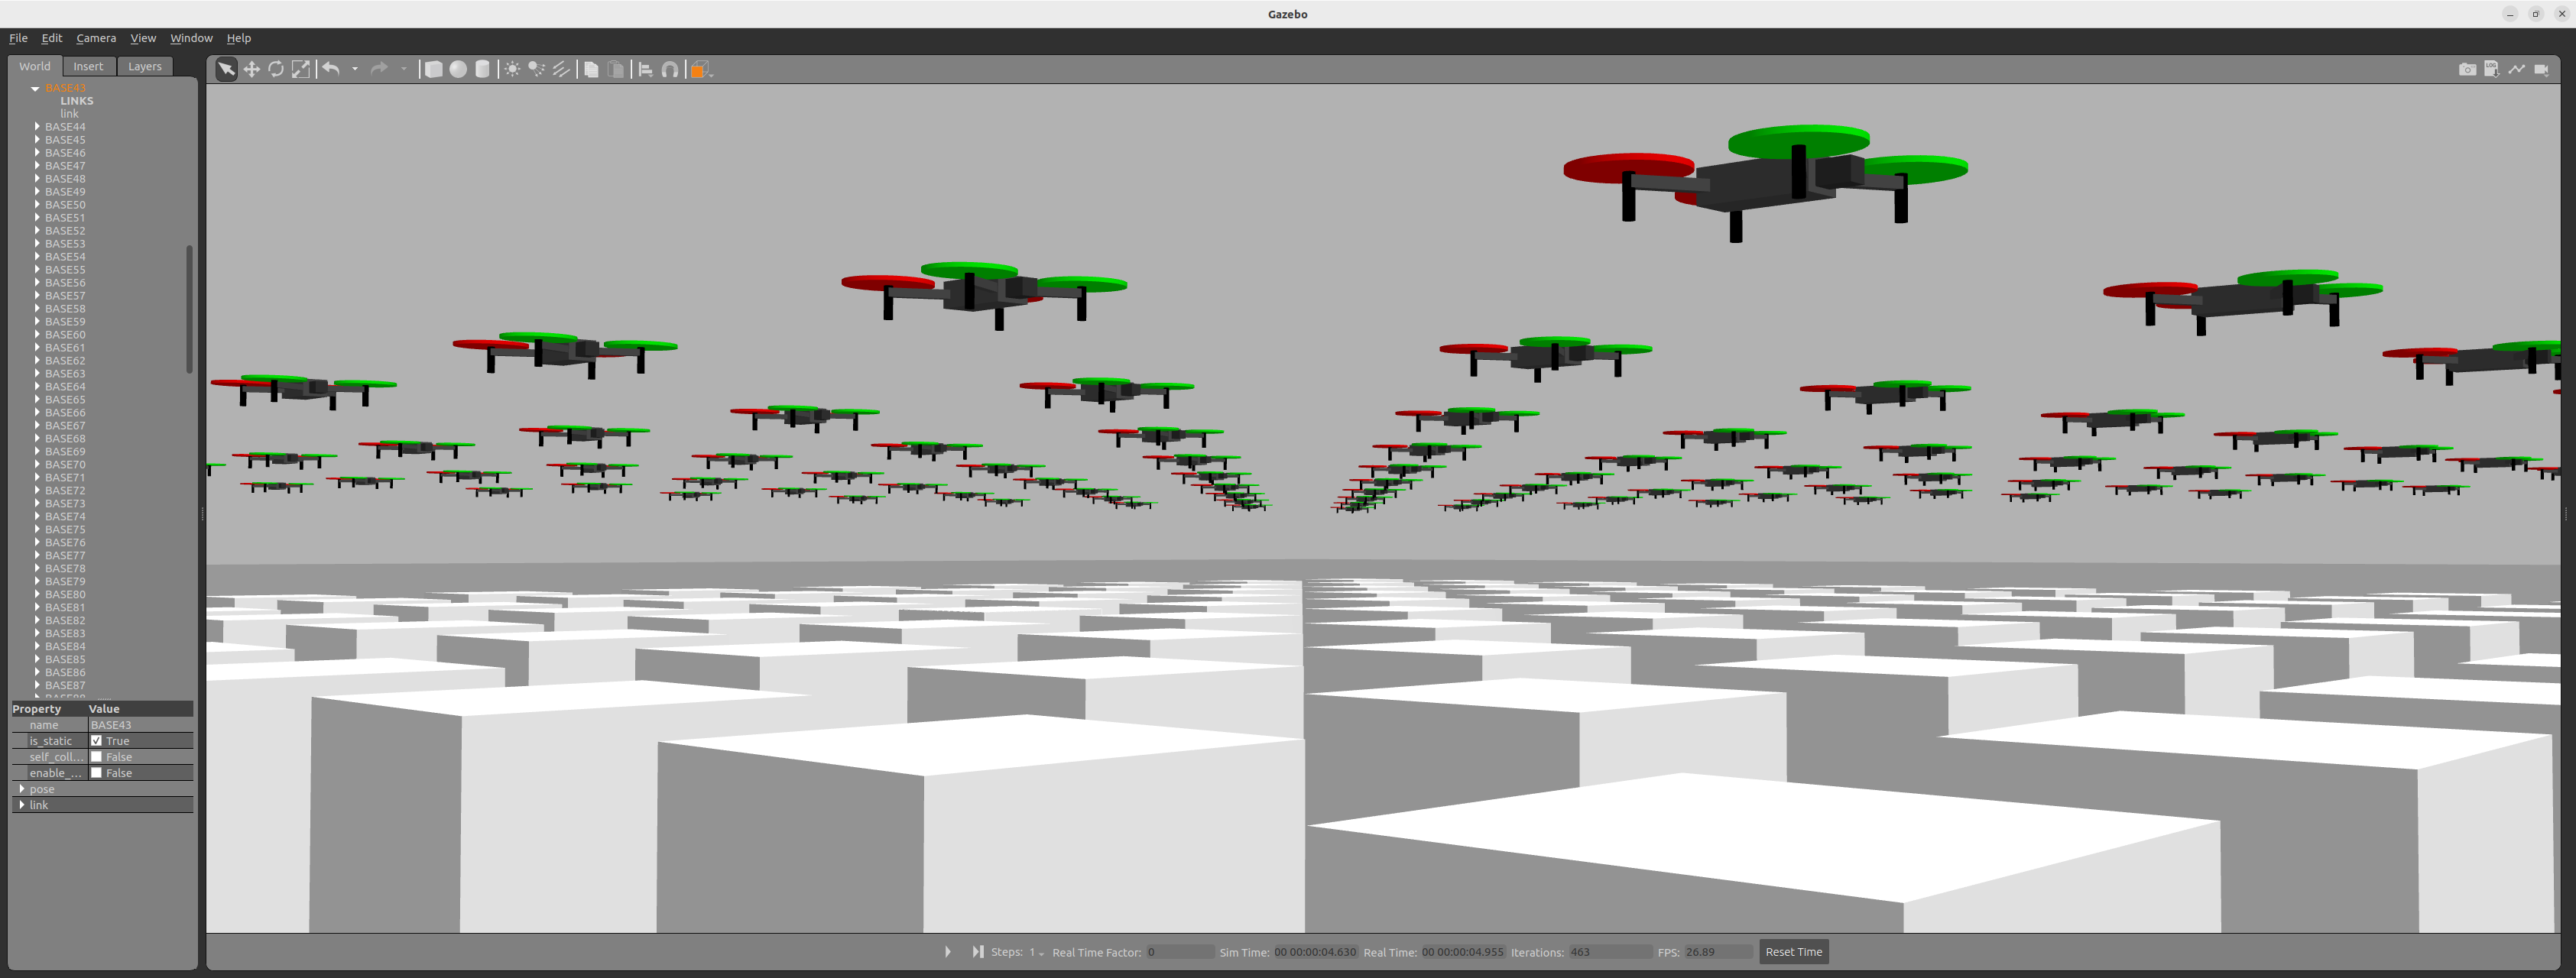 Gazebo
File Edit Camera View Window Help
World Insert Layers
BASE43
LINKS
link
BASE44
BASE45
BASE46
BASE47
BASE48
BASE49
BASE50
BASE51
BASE52
BASE53
BASE54
BASE55
BASE56
BASE57
BASE58
BASE59
BASE60
BASE61
BASE62
BASE63
BASE64
BASE65
BASE66
BASE67
BASE68
BASE69
BASE70
BASE71
BASE72
BASE73
BASE74
BASE75
BASE76
BASE77
BASE78
BASE79
BASE80
BASE81
BASE82
BASE83
BASE84
BASE85
BASE86
BASE87
Property Value
name BASE43
is_static True
self_coll... False
enable_... False
pose
link
LOG
Steps: 1 Real Time Factor: 0 Sim Time: 00 00:00:04.630 Real Time: 00 00:00:04.955 Iterations: 463 FPS: 26.89 Reset Time